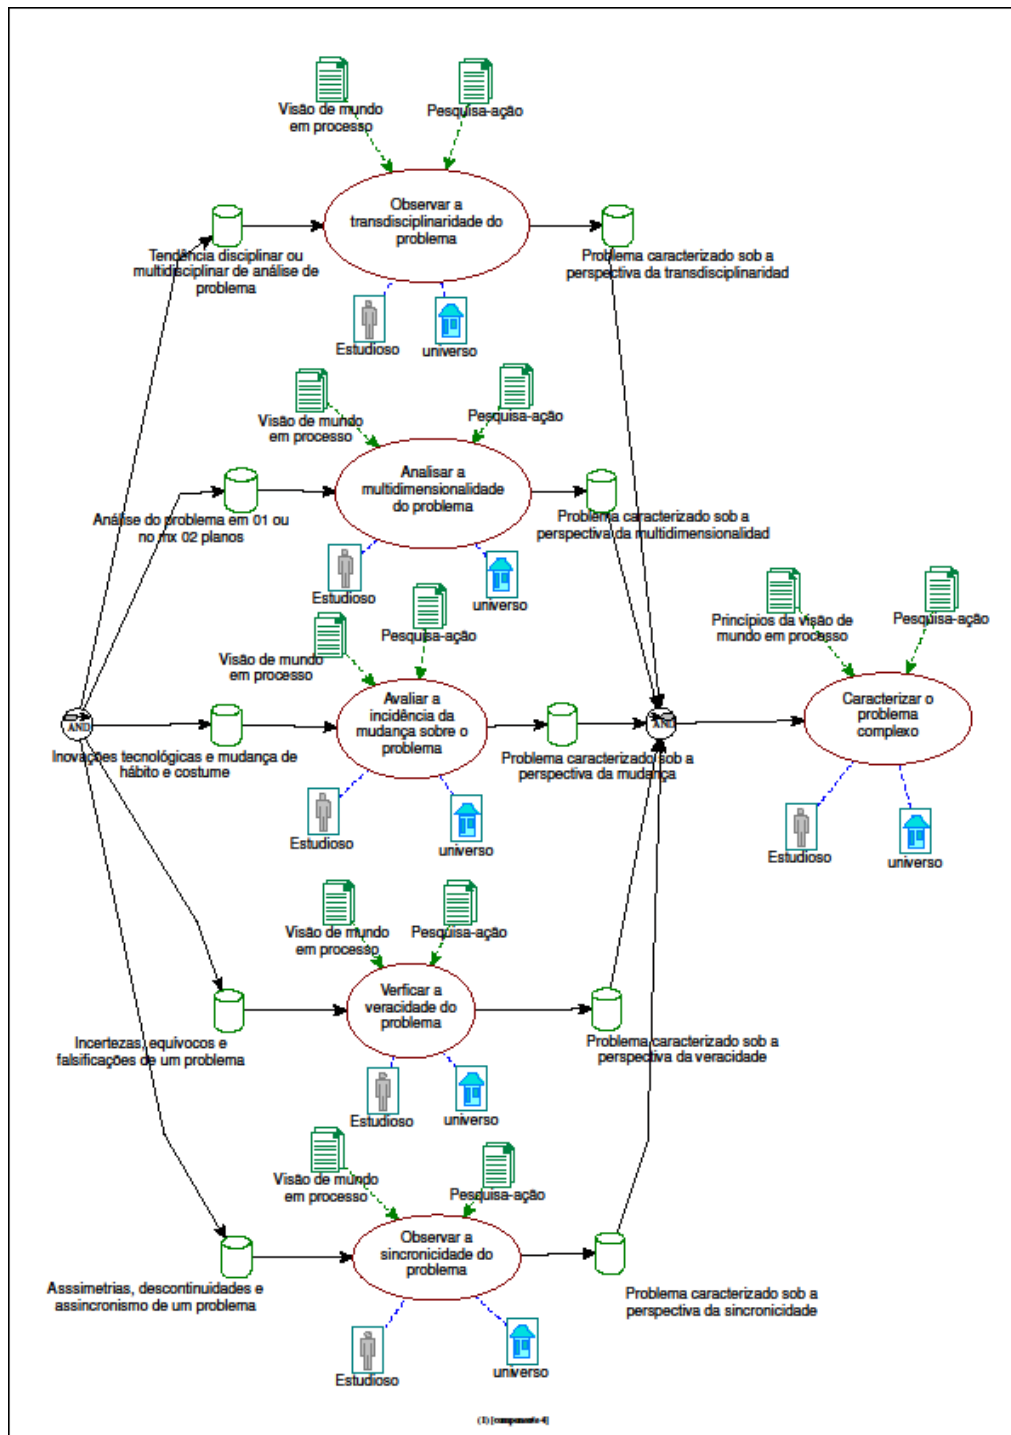 Visão de mundo
em processo
Pesquisa-ação
Observar a
transdisciplinaridade do
problema
Tendência disciplinar ou
multidisciplinar de análise de
problema
Problema caracterizado sob a
perspectiva da transdisciplinaridad
Estudioso
universo
Visão de mundo
em processo
Pesquisa-ação
Analisar a
multidimensionalidade
do problema
Análise do problema em 01 ou
no mx 02 planos
Problema caracterizado sob a
perspectiva da multidimensionalidad
Estudioso
universo
Visão de mundo
em processo
Pesquisa-ação
Princípios da visão de
mundo em processo
Pesquisa-ação
Avaliar a
incidência da
mudança sobre o
problema
Caracterizar o
problema
complexo
AND
AND
Inovações tecnológicas e mudança de
hábito e costume
Problema caracterizado sob a
perspectiva da mudança
Estudioso
universo
Estudioso
universo
Visão de mundo
em processo
Pesquisa-ação
Verficar a
veracidade do
problema
Incertezas, equívocos e
falsificações de um problema
Problema caracterizado sob a
perspectiva da veracidade
Estudioso
universo
Visão de mundo
em processo
Pesquisa-ação
Observar a
sincronicidade do
problema
Asssimetrias, descontinuidades e
assincronismo de um problema
Problema caracterizado sob a
perspectiva da sincronicidade
Estudioso
universo
(1) [componente-4]